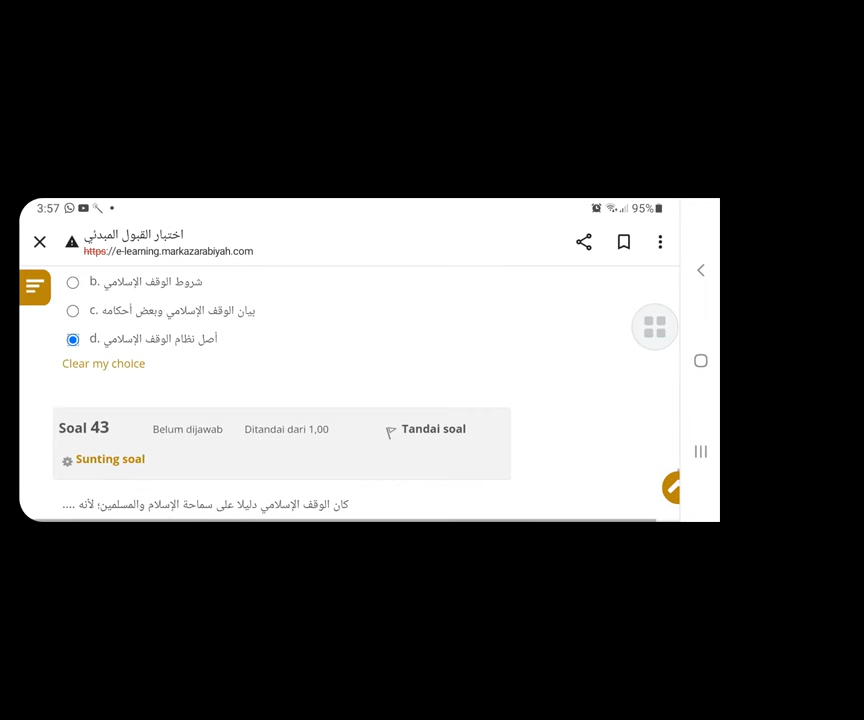 3:57
95%
اختبار القبول المبدئي
https://e-learning.markazarabiyah.com
b. شروط الوقف الإسلامي
c. بيان الوقف الإسلامي وبعض أحكامه
d. أصل نظام الوقف الإسلامي
Clear my choice
Soal 43 Belum dijawab Ditandai dari 1,00 Tandai soal
Sunting soal
كان الوقف الإسلامي دليلا على سماحة الإسلام والمسلمين؛ لأنه ....